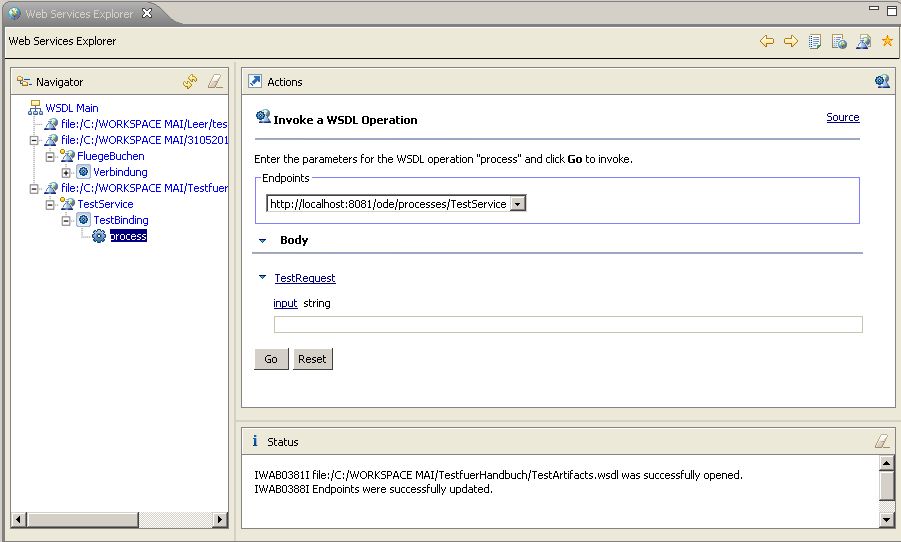 Web Services Explorer
Web Services Explorer
Navigator
WSDL Main
file:/C:/WORKSPACE MAI/Leer/tes
file:/C:/WORKSPACE MAI/3105201
FluegeBuchen
Verbindung
file:/C:/WORKSPACE MAI/Testfuer
TestService
TestBinding
process
Actions
Invoke a WSDL Operation
Source
Enter the parameters for the WSDL operation "process" and click Go to invoke.
Endpoints
http://localhost:8081/ode/processes/TestService
Body
TestRequest
input string
Go Reset
Status
IWAB0381I file:/C:/WORKSPACE MAI/TestfuerHandbuch/TestArtifacts.wsdl was successfully opened.
IWAB0388I Endpoints were successfully updated.